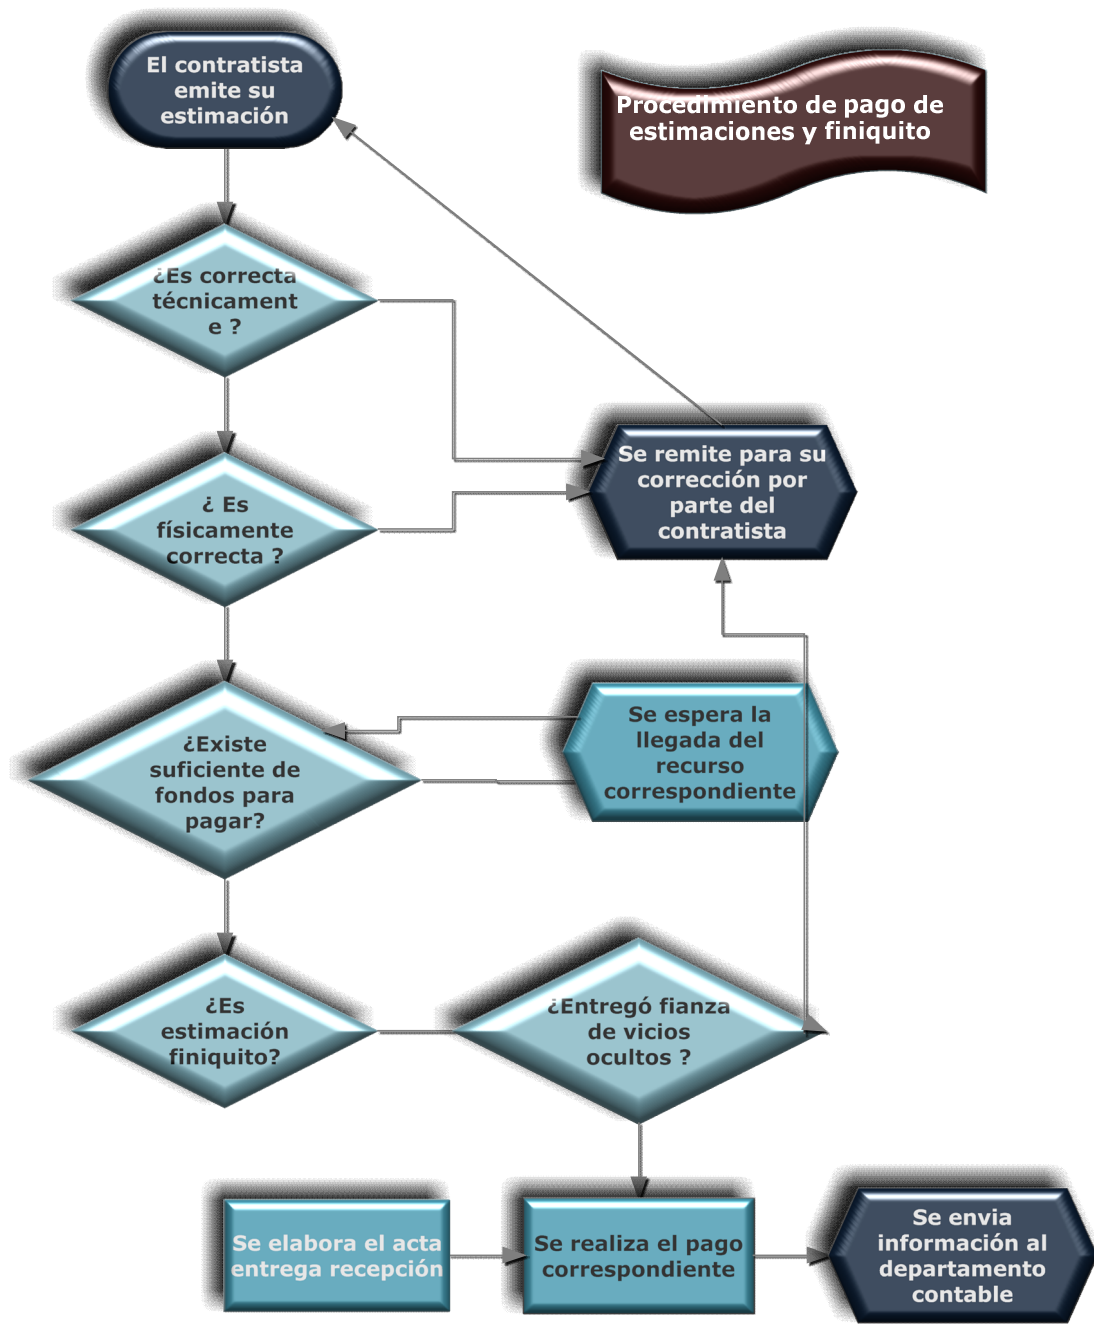 El contratista
emite su
estimación
Procedimiento de pago de
estimaciones y finiquito
¿Es correcta
técnicament
e ?
¿ Es
físicamente
correcta ?
Se remite para su
corrección por
parte del
contratista
¿Existe
suficiente de
fondos para
pagar?
Se espera la
llegada del
recurso
correspondiente
¿Es
estimación
finiquito?
¿Entregó fianza
de vicios
ocultos ?
Se elabora el acta
entrega recepción
Se realiza el pago
correspondiente
Se envia
información al
departamento
contable